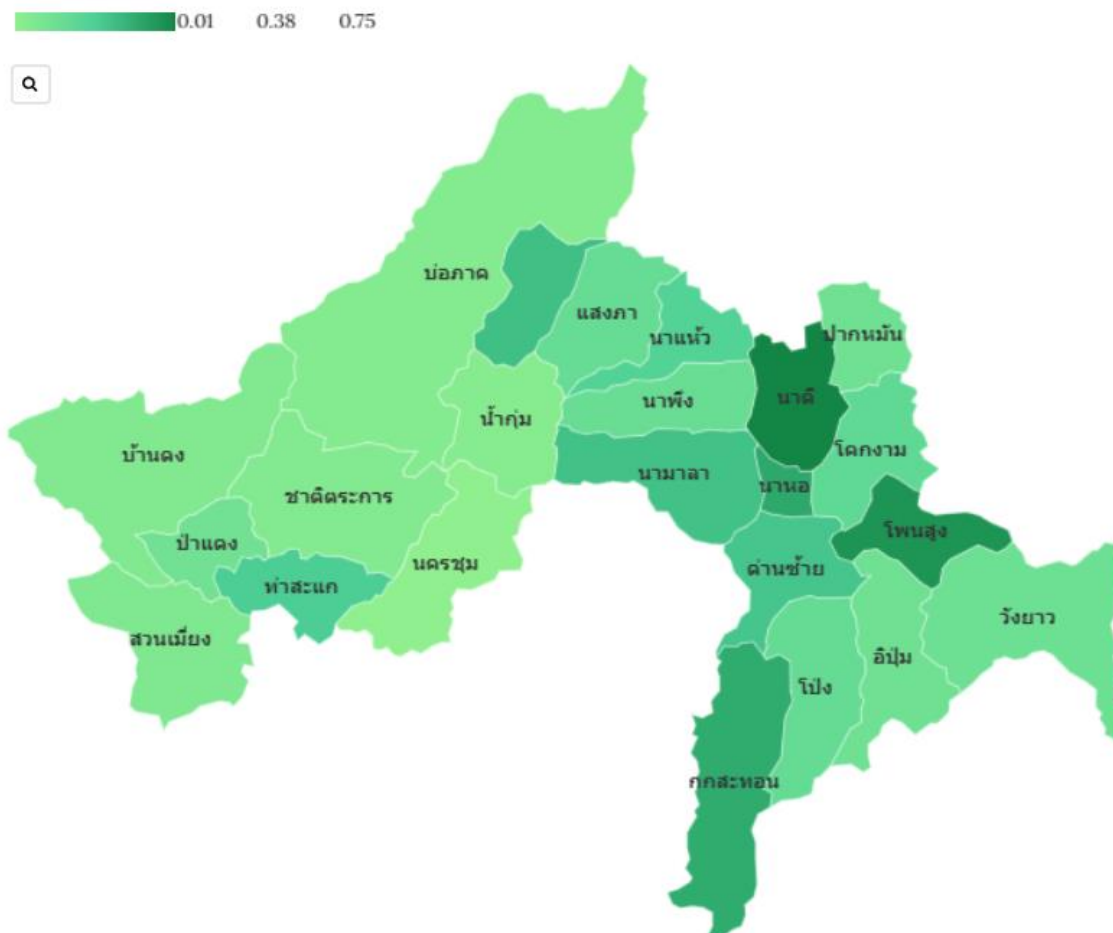 0.01 0.38 0.75
บ่อภาค
แสงภา
นาแห้ว
ปากหมัน
นาพึง
นาดี
น้ำกุ่ม
บ้านดง
โคกงาม
นามาลา
นาหอ
ชาติตระการ
โพนสูง
ป่าแดง
นครชุม
ด่านซ้าย
ท่าสะแก
วังยาว
สวนเมี่ยง
อิปุ่ม
โป่ง
กกสะทอน